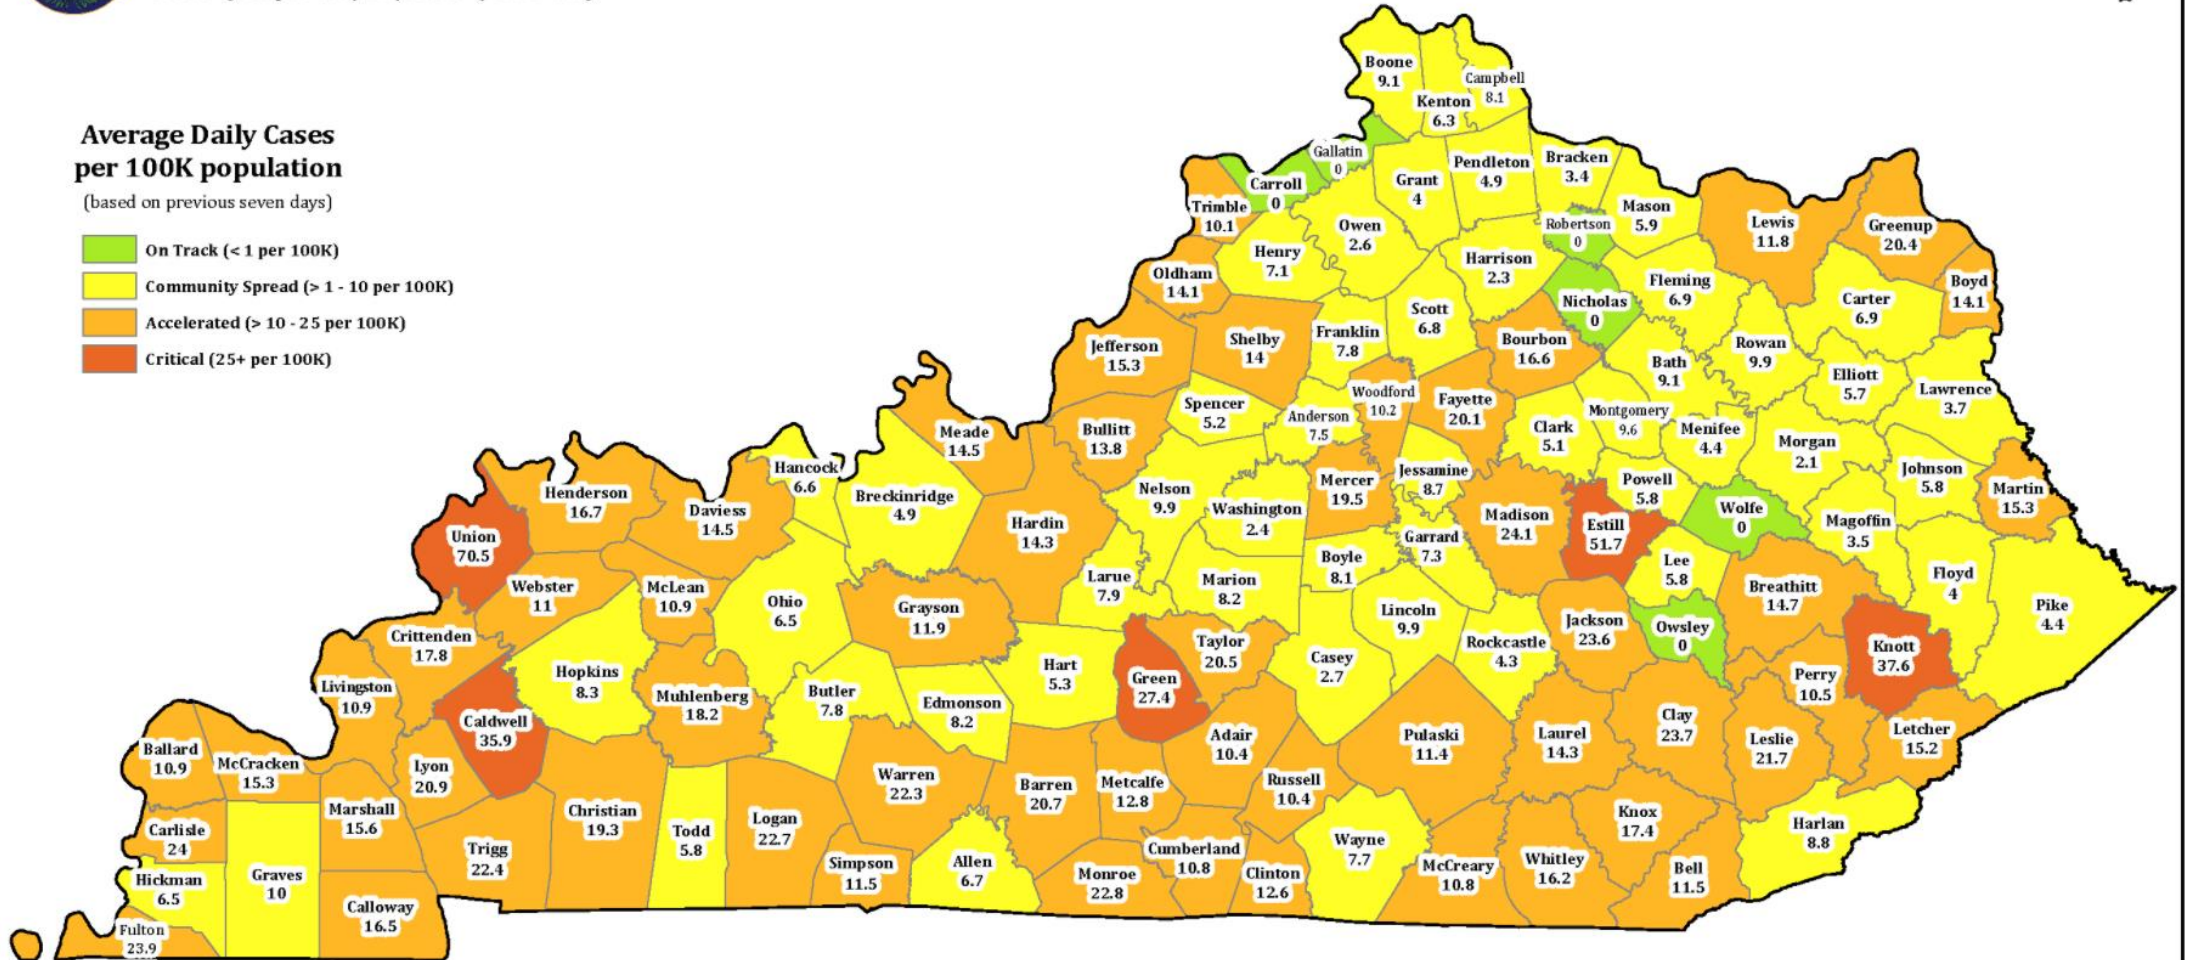 Average Daily Cases
per 100K population
(based on previous seven days)
On Track (< 1 per 100K)
Community Spread (> 1 - 10 per 100K)
Accelerated (> 10 - 25 per 100K)
Critical (25+ per 100K)
Boone
9.1
Kenton
6.3
Campbell
8.1
Gallatin
0
Carroll
0
Trimble
10.1
Grant
4
Pendleton
4.9
Bracken
3.4
Mason
5.9
Robertson
0
Lewis
11.8
Greenup
20.4
Boyd
14.1
Owen
2.6
Henry
7.1
Oldham
14.1
Harrison
2.3
Nicholas
0
Fleming
6.9
Carter
6.9
Scott
6.8
Franklin
7.8
Shelby
14
Jefferson
15.3
Bourbon
16.6
Bath
9.1
Rowan
9.9
Elliott
5.7
Lawrence
3.7
Spencer
5.2
Anderson
7.5
Woodford
10.2
Fayette
20.1
Clark
5.1
Montgomery
9.6
Menifee
4.4
Morgan
2.1
Johnson
5.8
Martin
15.3
Meade
14.5
Bullitt
13.8
Hancock
6.6
Breckinridge
4.9
Henderson
16.7
Daviess
14.5
Union
70.5
Hardin
14.3
Nelson
9.9
Washington
2.4
Mercer
19.5
Jessamine
8.7
Madison
24.1
Estill
51.7
Powell
5.8
Wolfe
0
Magoffin
3.5
Garrard
7.3
Boyle
8.1
Lee
5.8
Breathitt
14.7
Floyd
4
Pike
4.4
Webster
11
McLean
10.9
Ohio
6.5
Grayson
11.9
Larue
7.9
Marion
8.2
Lincoln
9.9
Rockcastle
4.3
Jackson
23.6
Owsley
0
Knott
37.6
Perry
10.5
Crittenden
17.8
Livingston
10.9
Hopkins
8.3
Muhlenberg
18.2
Butler
7.8
Edmonson
8.2
Hart
5.3
Green
27.4
Taylor
20.5
Casey
2.7
Caldwell
35.9
Adair
10.4
Pulaski
11.4
Laurel
14.3
Clay
23.7
Leslie
21.7
Letcher
15.2
Ballard
10.9
McCracken
15.3
Lyon
20.9
Warren
22.3
Barren
20.7
Metcalfe
12.8
Russell
10.4
Marshall
15.6
Christian
19.3
Todd
5.8
Logan
22.7
Knox
17.4
Harlan
8.8
Carlisle
24
Trigg
22.4
Simpson
11.5
Allen
6.7
Cumberland
10.8
Wayne
7.7
Monroe
22.8
Clinton
12.6
McCreary
10.8
Whitley
16.2
Bell
11.5
Hickman
6.5
Graves
10
Calloway
16.5
Fulton
23.9